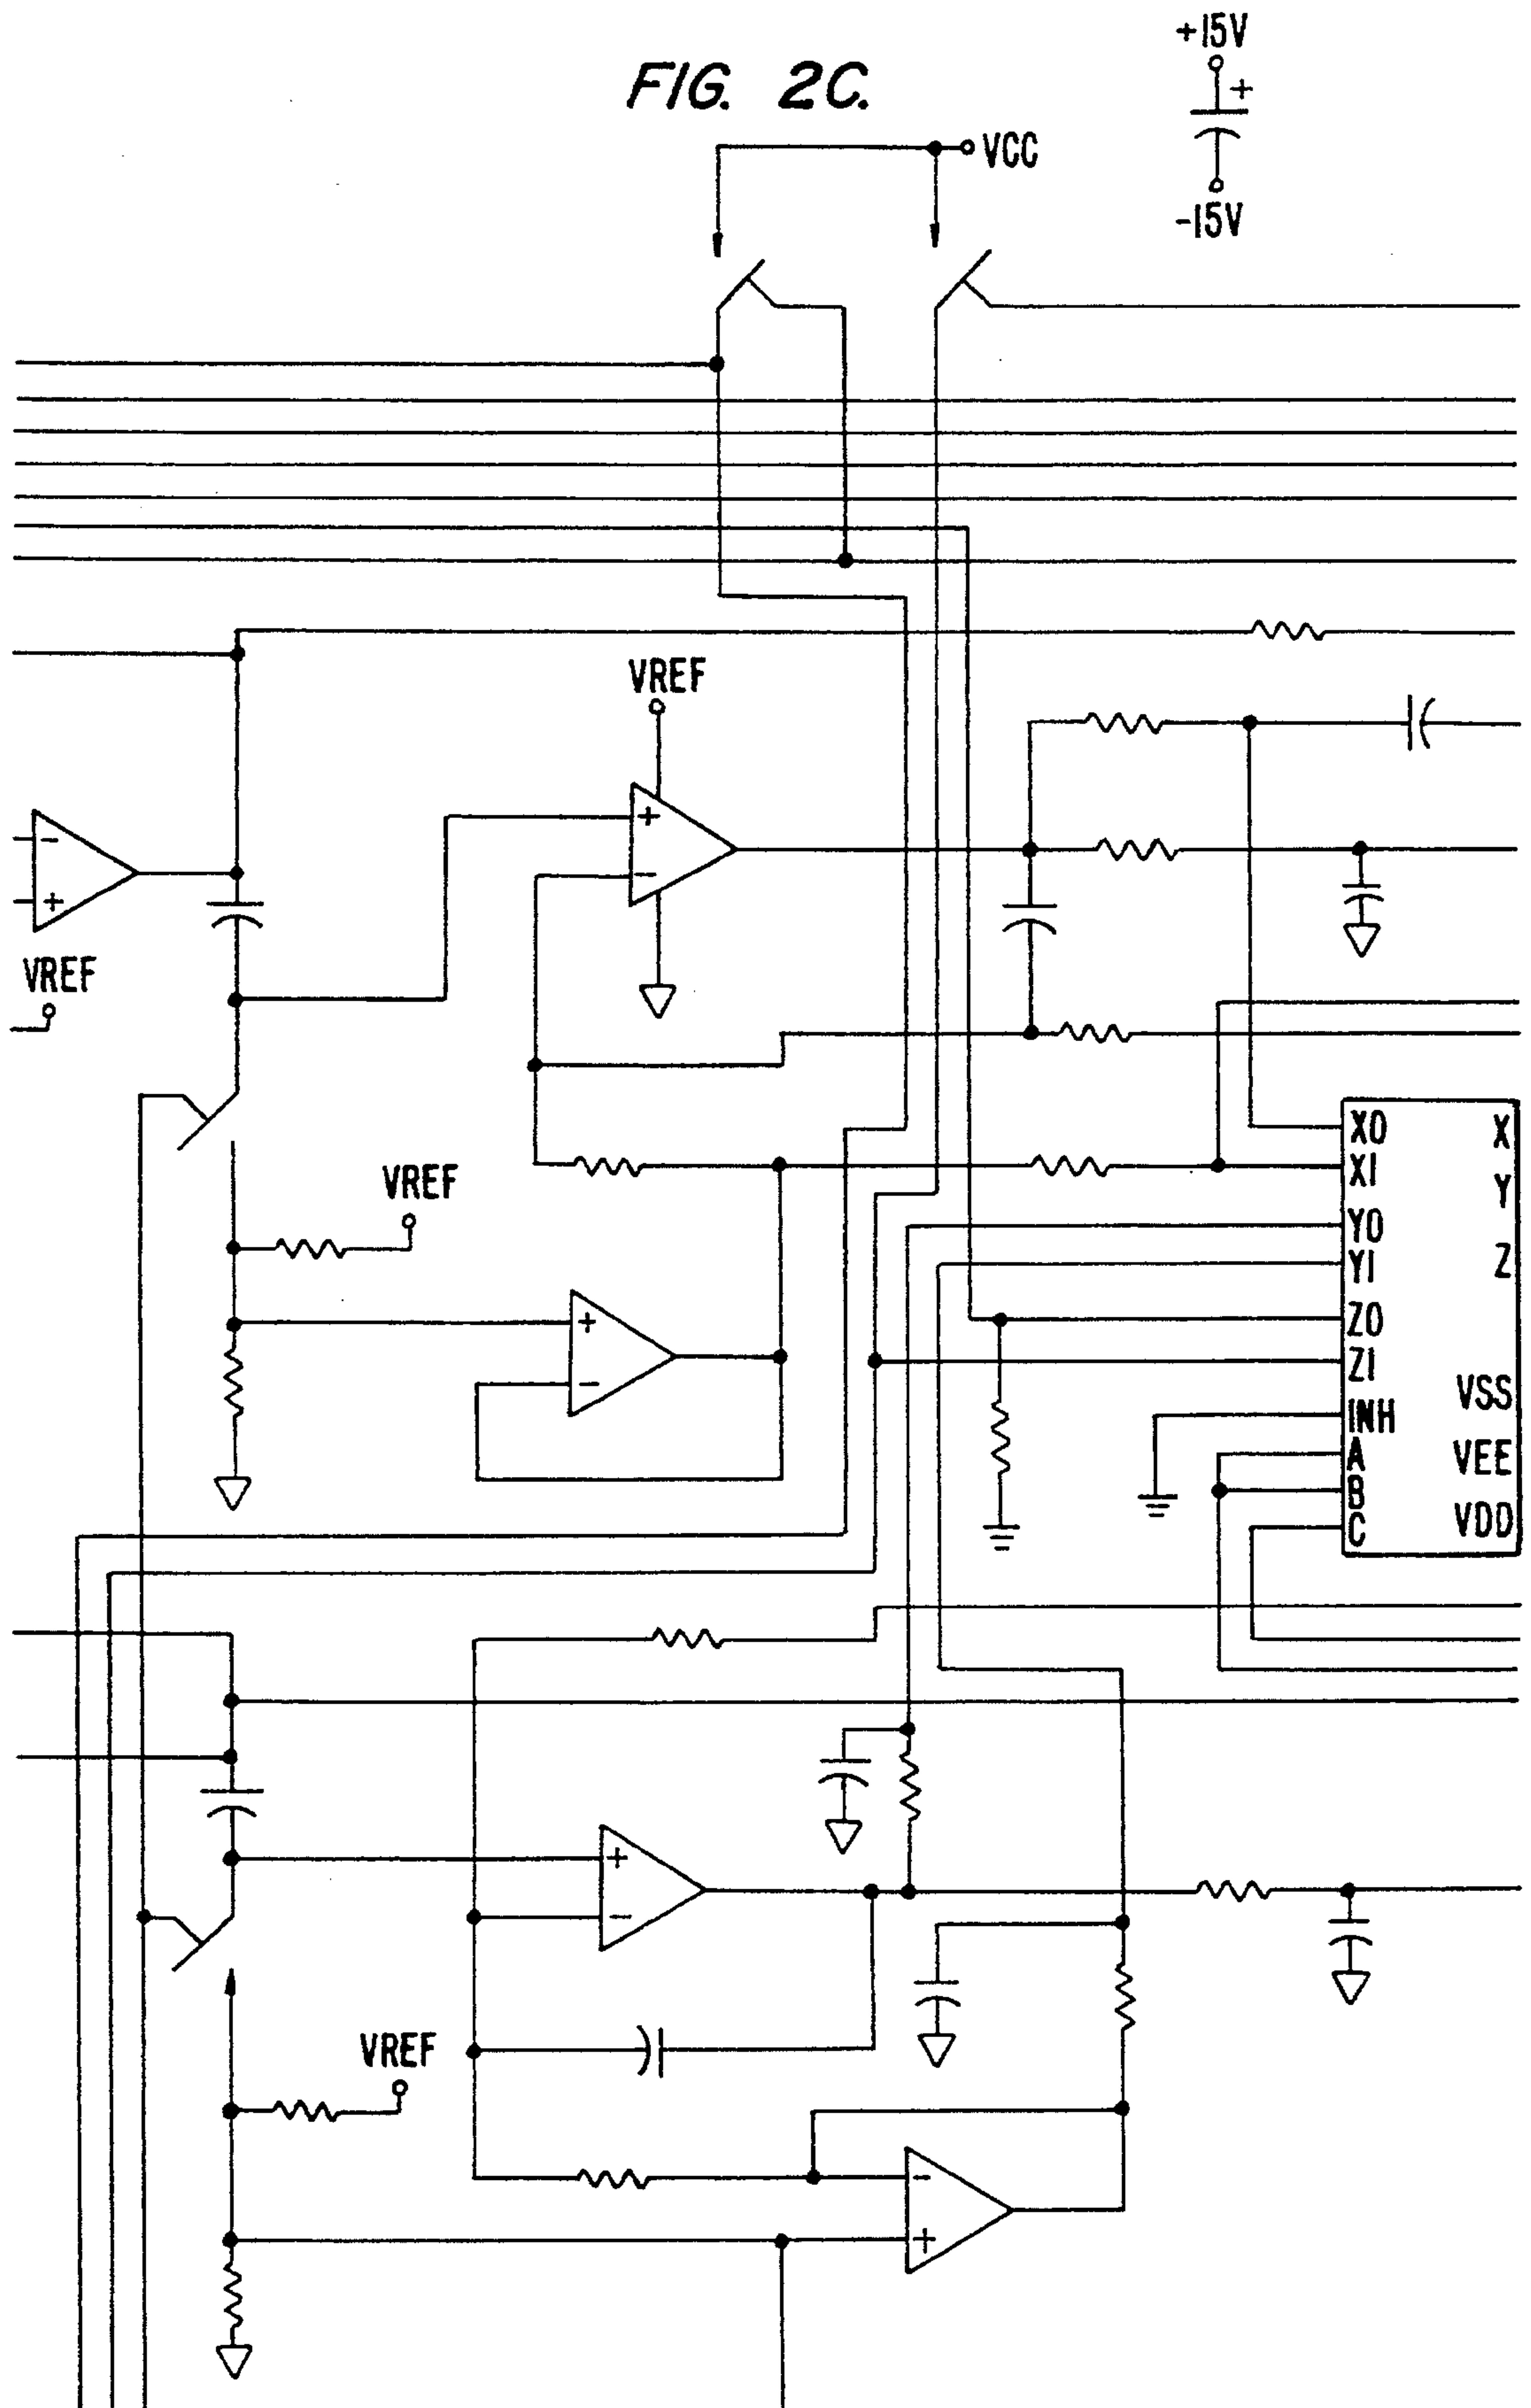 +15V
FIG. 2C.
+
VCC
-15V
VREF
+
-
-
+
VREF
X0 X
X1
VREF
Y
Y0
Y1 Z
Z0
+
Z1
-
VSS
INH
A VEE
B
C VDD
+
-
VREF
-
+